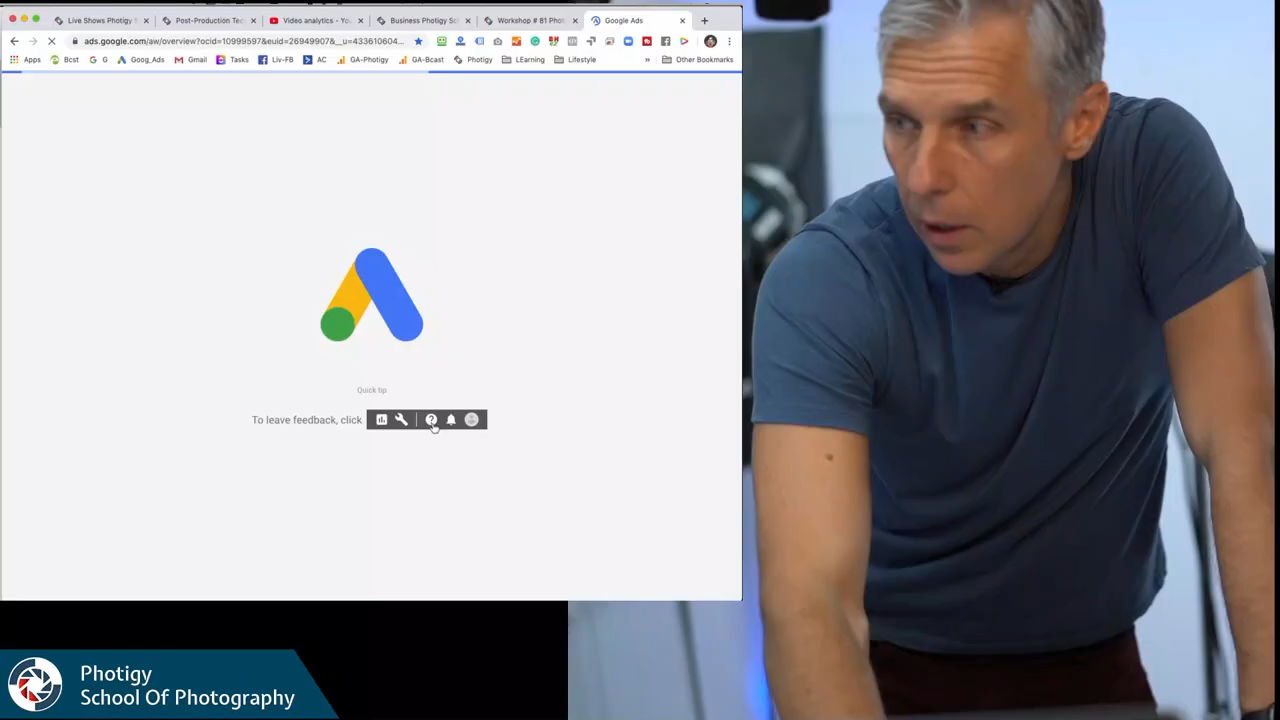 Live Shows Photigy
Post-Production Tec
Video analytics - Yo
Business Photigy Sc
Workshop # 81 Phot
Google Ads
ads.google.com/aw/overview?ocid=10999597&euid=26949907&__u=433610604...
Apps
Bcst
G
Goog_Ads
Gmail
Tasks
Liv-FB
AC
GA-Photigy
GA-Bcast
Photigy
LEarning
Lifestyle
»
Other Bookmarks
Quick tip
To leave feedback, click
Photigy
School Of Photography